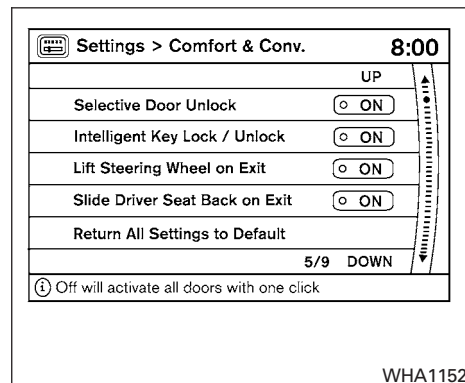 Settings > Comfort & Conv. 8:00
UP
Selective Door Unlock ON
Intelligent Key Lock / Unlock ON
Lift Steering Wheel on Exit ON
Slide Driver Seat Back on Exit ON
Return All Settings to Default
5/9 DOWN
i Off will activate all doors with one click
WHA1152